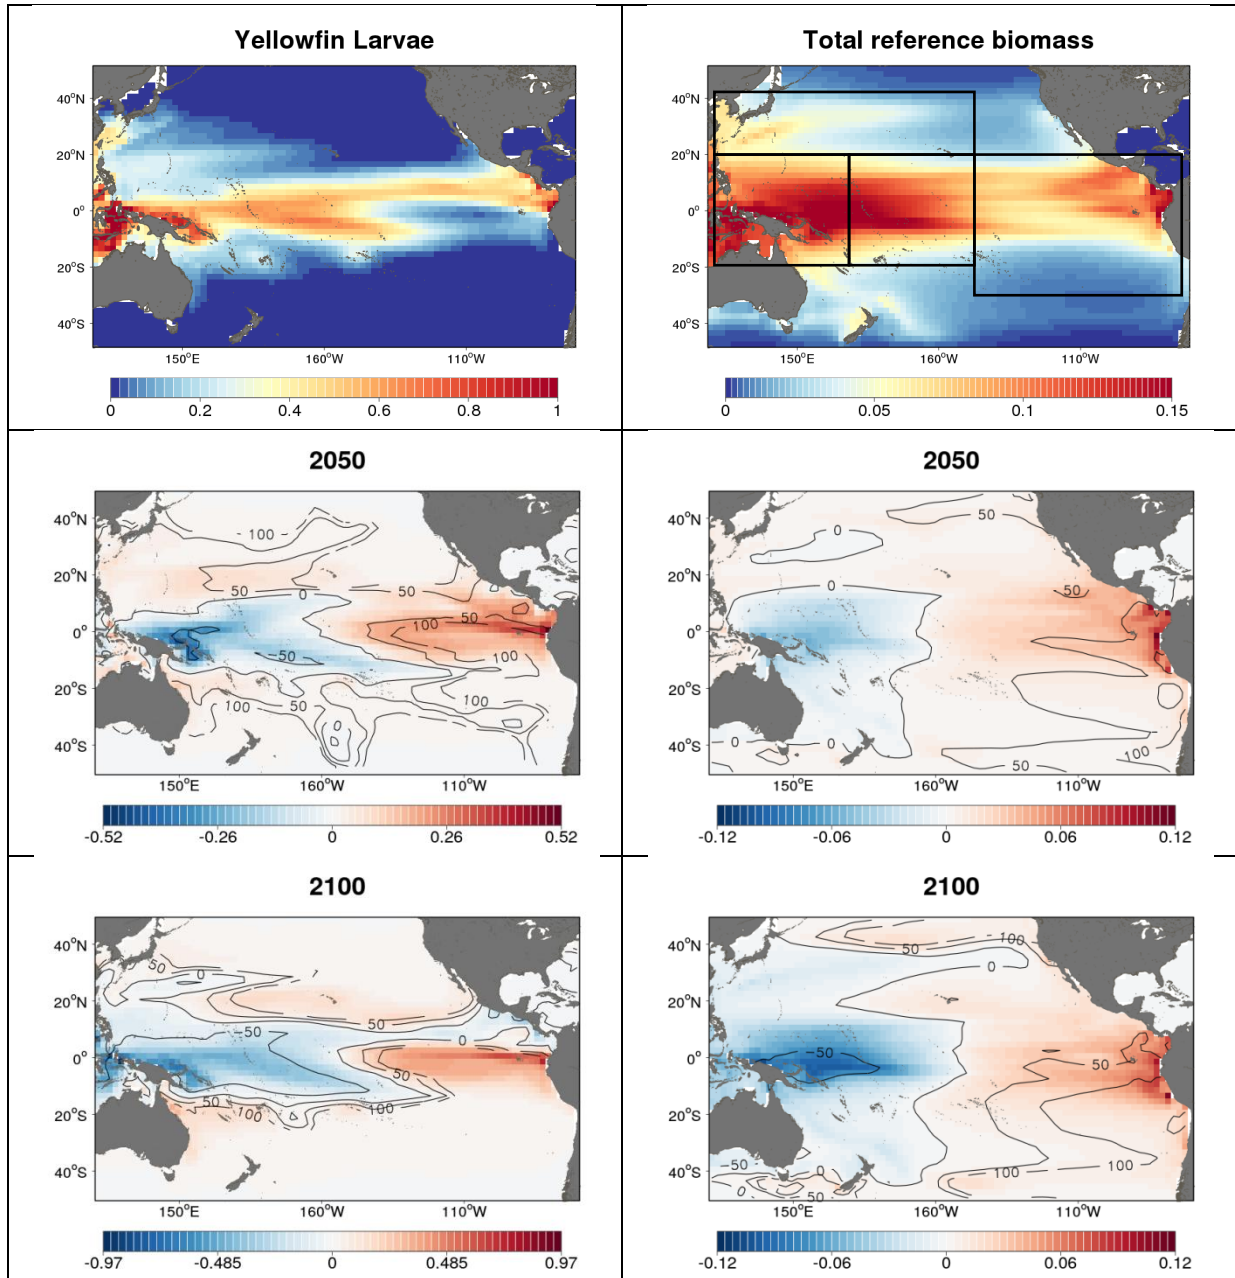 Yellowfin Larvae
40°N
20°N
0°
20°S
40°S
150°E 160°W 110°W
0 0.2 0.4 0.6 0.8 1
Total reference biomass
40°N
20°N
0°
20°S
40°S
150°E 160°W 110°W
0 0.05 0.1 0.15
2050
40°N
20°N
0°
20°S
40°S
100
50 0 50
50
100
-50
100
100 50
0
150°E 160°W 110°W
-0.52 -0.26 0 0.26 0.52
2050
40°N
20°N
0°
20°S
40°S
0 50
0 50
0 0 50 100
150°E 160°W 110°W
-0.12 -0.06 0 0.06 0.12
2100
40°N
20°N
0°
20°S
40°S
50
0
50
-50 0
50
50 100 100
150°E 160°W 110°W
-0.97 -0.485 0 0.485 0.97
2100
40°N
20°N
0°
20°S
40°S
50 100
0
-50 50
-50 0 100 100
0 50
150°E 160°W 110°W
-0.12 -0.06 0 0.06 0.12